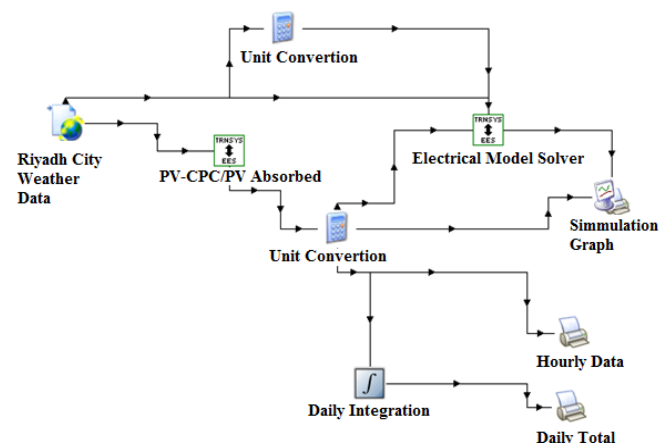 Unit Convertion
TRNSYS
EES
Electrical Model Solver
Riyadh City
Weather
Data
TRNSYS
EES
PV-CPC/PV Absorbed
Simmulation
Graph
Unit Convertion
Hourly Data
∫
Daily Integration
Daily Total